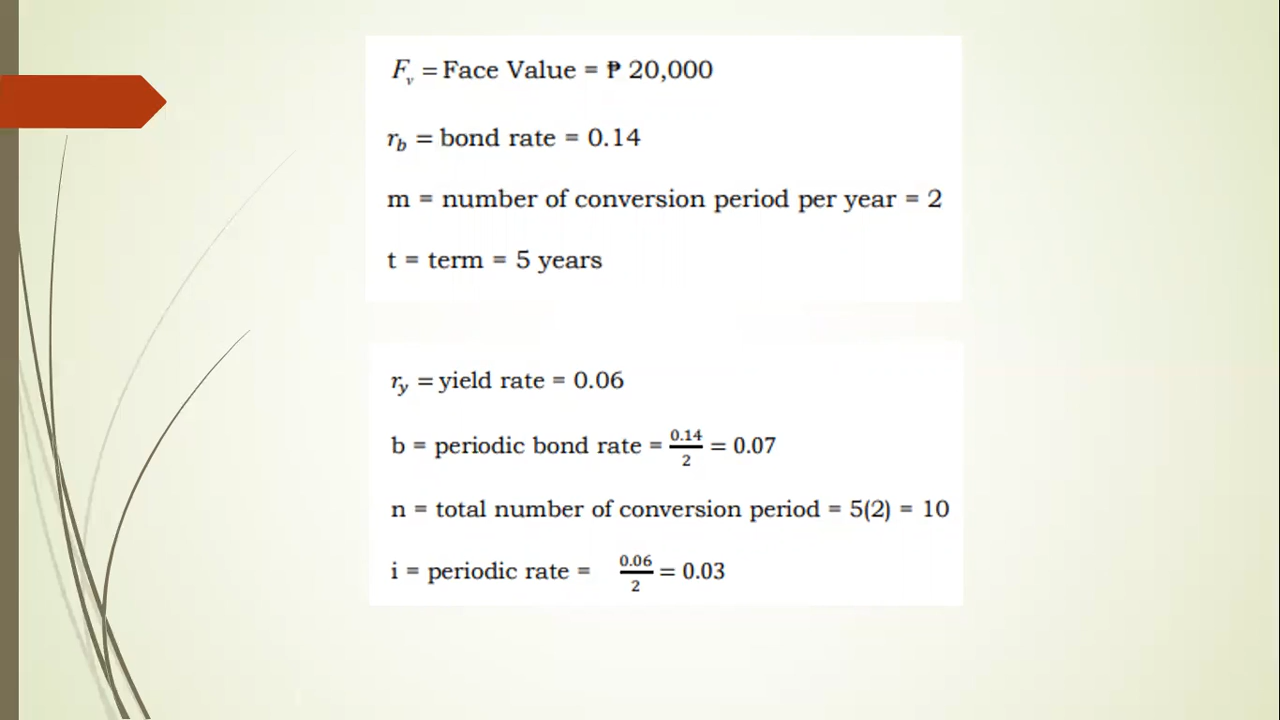 Fᵥ = Face Value = ₱ 20,000
r_b = bond rate = 0.14
m = number of conversion period per year = 2
t = term = 5 years
r_y = yield rate = 0.06
b = periodic bond rate = 0.14/2 = 0.07
n = total number of conversion period = 5(2) = 10
i = periodic rate = 0.06/2 = 0.03